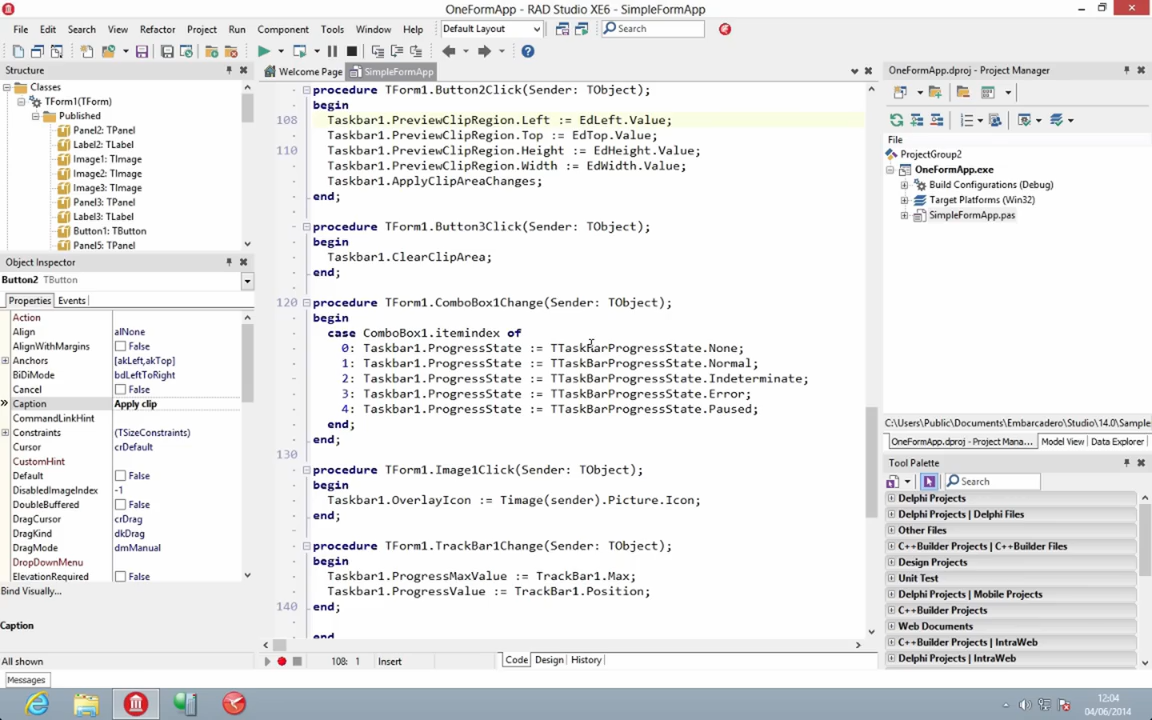 OneFormApp - RAD Studio XE6 - SimpleFormApp
File Edit Search View Refactor Project Run Component Tools Window Help
Default Layout
Search
Structure
Classes
TForm1(TForm)
Published
Panel2: TPanel
Label2: TLabel
Image1: TImage
Image2: TImage
Image3: TImage
Panel3: TPanel
Label3: TLabel
Button1: TButton
Panel5: TPanel
Object Inspector
Button2 TButton
Properties Events
Action
Align alNone
AlignWithMargins False
Anchors [akLeft,akTop]
BiDiMode bdLeftToRight
Cancel False
Caption Apply clip
CommandLinkHint
Constraints (TSizeConstraints)
Cursor crDefault
CustomHint
Default False
DisabledImageIndex -1
DoubleBuffered False
DragCursor crDrag
DragKind dkDrag
DragMode dmManual
DropDownMenu
ElevationRequired False
Bind Visually...
Caption
All shown
Messages
Welcome Page SimpleFormApp
procedure TForm1.Button2Click(Sender: TObject);
begin
108 Taskbar1.PreviewClipRegion.Left := EdLeft.Value;
Taskbar1.PreviewClipRegion.Top := EdTop.Value;
110 Taskbar1.PreviewClipRegion.Height := EdHeight.Value;
Taskbar1.PreviewClipRegion.Width := EdWidth.Value;
Taskbar1.ApplyClipAreaChanges;
end;
procedure TForm1.Button3Click(Sender: TObject);
begin
Taskbar1.ClearClipArea;
end;
120 procedure TForm1.ComboBox1Change(Sender: TObject);
begin
case ComboBox1.itemindex of
0: Taskbar1.ProgressState := TTaskBarProgressState.None;
1: Taskbar1.ProgressState := TTaskBarProgressState.Normal;
2: Taskbar1.ProgressState := TTaskBarProgressState.Indeterminate;
3: Taskbar1.ProgressState := TTaskBarProgressState.Error;
4: Taskbar1.ProgressState := TTaskBarProgressState.Paused;
end;
end;
130
procedure TForm1.Image1Click(Sender: TObject);
begin
Taskbar1.OverlayIcon := Timage(sender).Picture.Icon;
end;
procedure TForm1.TrackBar1Change(Sender: TObject);
begin
Taskbar1.ProgressMaxValue := TrackBar1.Max;
Taskbar1.ProgressValue := TrackBar1.Position;
140 end;
end
108: 1 Insert Code Design History
OneFormApp.dproj - Project Manager
File
ProjectGroup2
OneFormApp.exe
Build Configurations (Debug)
Target Platforms (Win32)
SimpleFormApp.pas
C:\Users\Public\Documents\Embarcadero\Studio\14.0\Sample
OneFormApp.dproj - Project Mana... Model View Data Explorer
Tool Palette
Search
Delphi Projects
Delphi Projects | Delphi Files
Other Files
C++Builder Projects | C++Builder Files
Design Projects
Unit Test
Delphi Projects | Mobile Projects
C++Builder Projects
Web Documents
C++Builder Projects | IntraWeb
Delphi Projects | IntraWeb
12:04
04/06/2014